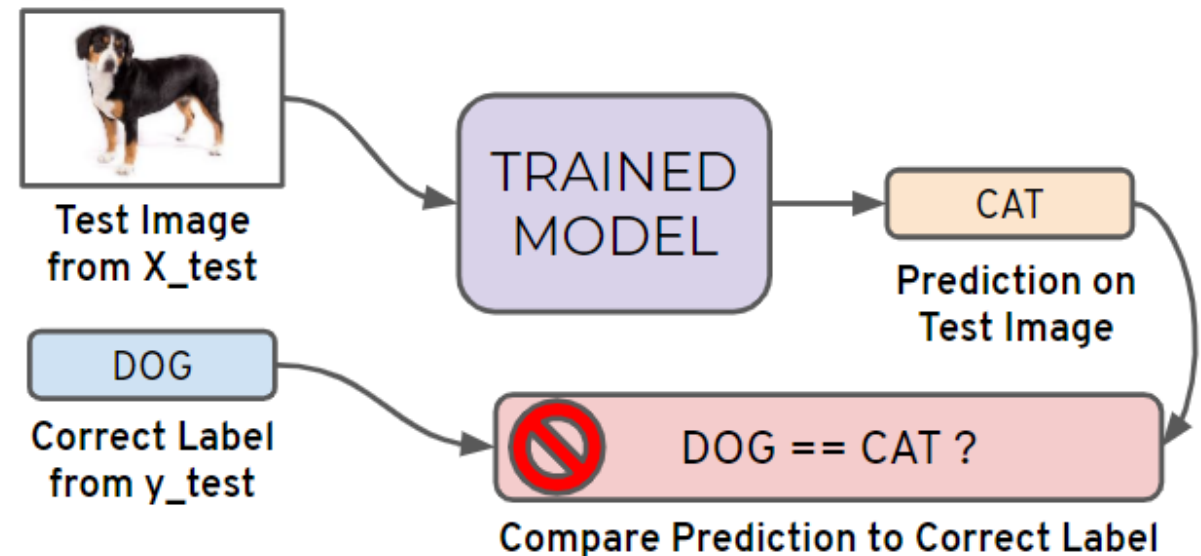 Test Image
from X_test
TRAINED
MODEL
CAT
Prediction on
Test Image
DOG
Correct Label
from y_test
DOG == CAT ?
Compare Prediction to Correct Label